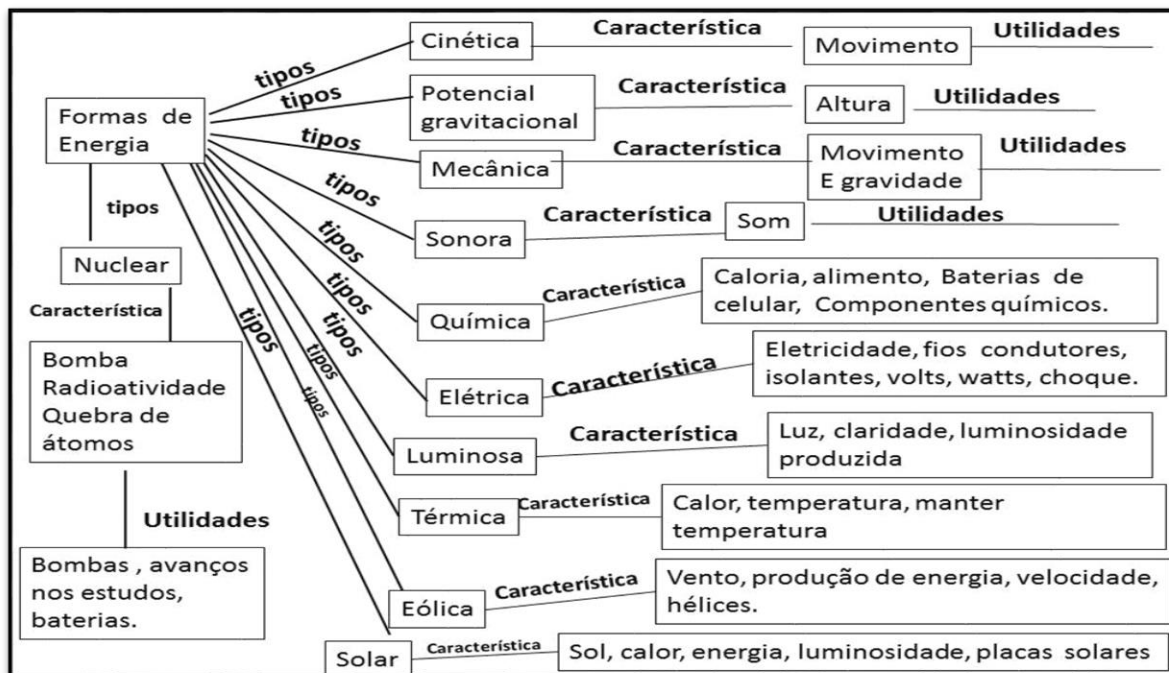 Cinética
Característica
Movimento
Utilidades
tipos
Formas de
Energia
tipos
Potencial
gravitacional
Característica
Altura
Utilidades
tipos
Mecânica
Característica
Movimento
E gravidade
Utilidades
tipos
Sonora
Característica
Som
Utilidades
tipos
Nuclear
Característica
Bomba
Radioatividade
Quebra de
átomos
Utilidades
Bombas , avanços
nos estudos,
baterias.
tipos
Química
Característica
Caloria, alimento, Baterias de
celular, Componentes químicos.
tipos
Elétrica
Característica
Eletricidade, fios condutores,
isolantes, volts, watts, choque.
tipos
Luminosa
Característica
Luz, claridade, luminosidade
produzida
tipos
Térmica
Característica
Calor, temperatura, manter
temperatura
tipos
Eólica
Característica
Vento, produção de energia, velocidade,
hélices.
tipos
Solar
Característica
Sol, calor, energia, luminosidade, placas solares